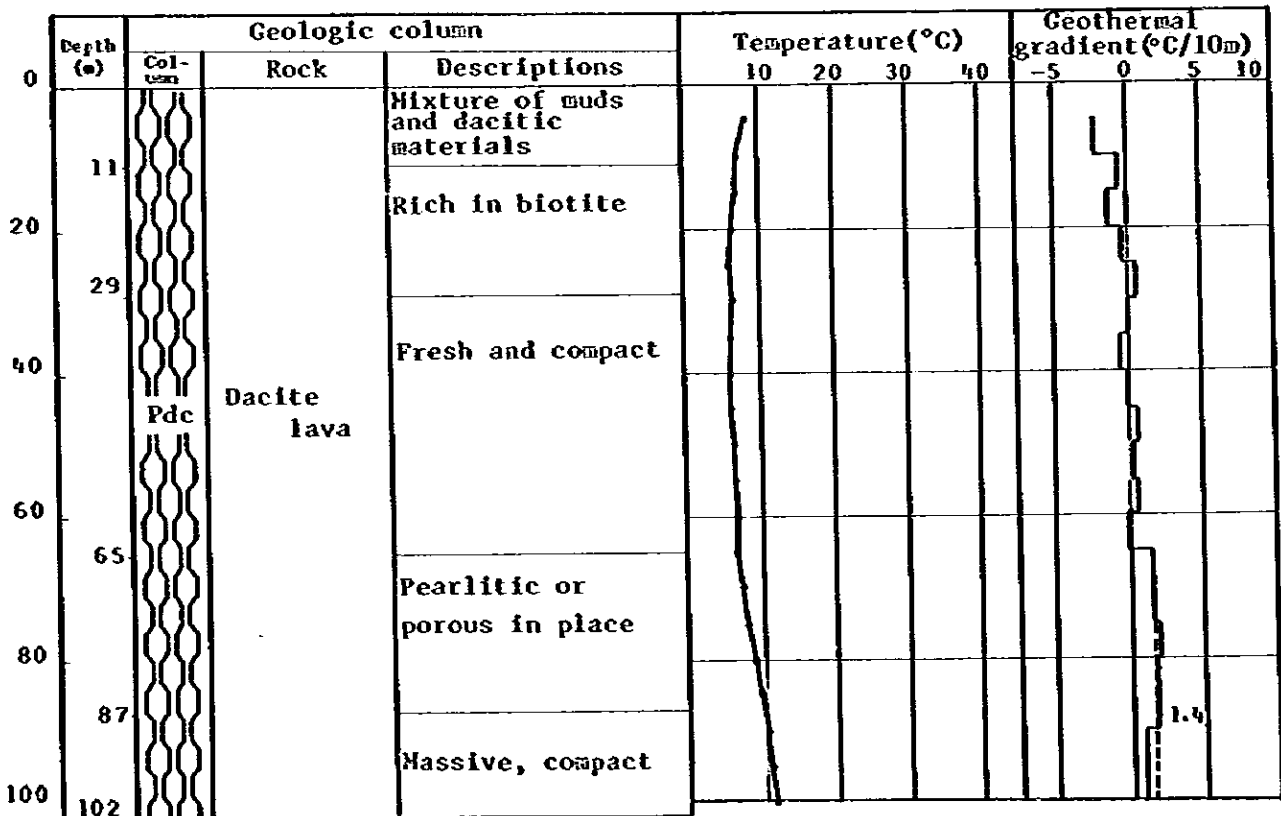 Geologic column
Depth
(m)
Col-
umn
Rock
Descriptions
Temperature(°C)
10 20 30 40
Geothermal
gradient(°C/10m)
-5 0 5 10
0
Mixture of muds
and dacitic
materials
11
Rich in biotite
20
29
Fresh and compact
40
Pdc
Dacite
lava
60
65
Pearlitic or
porous in place
80
87
1.4
Massive, compact
100
102